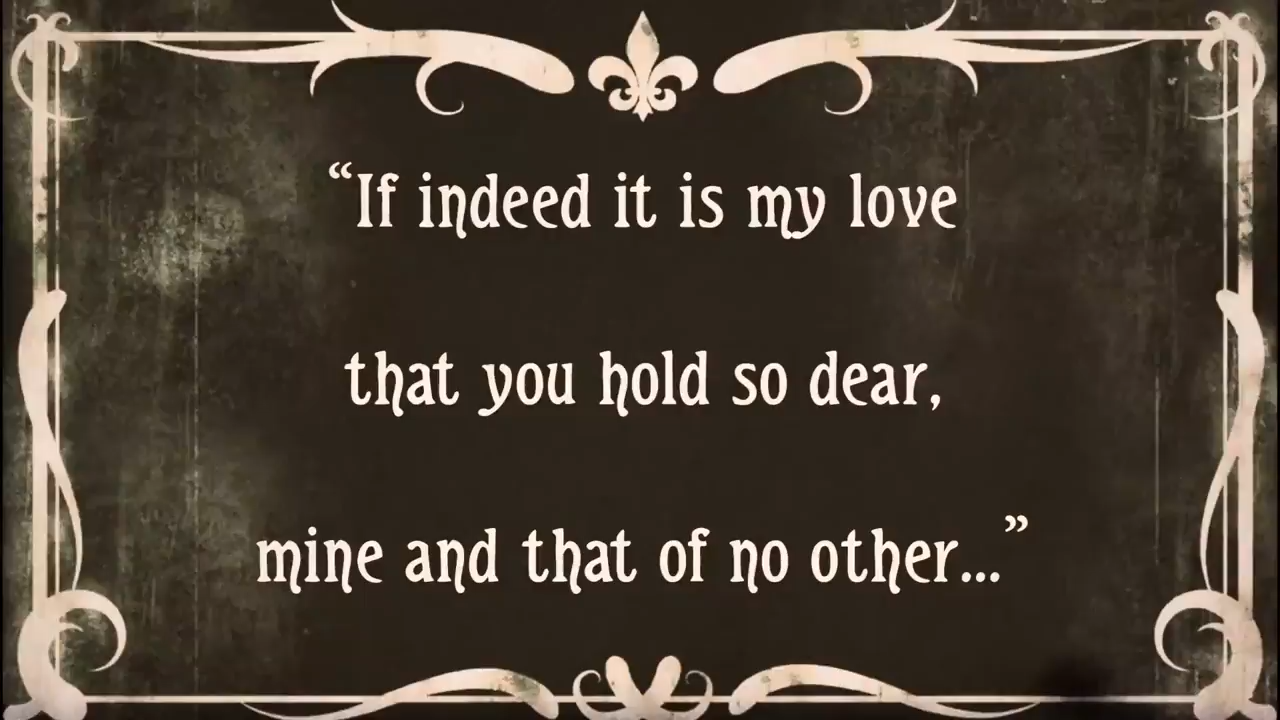 “If indeed it is my love
that you hold so dear,
mine and that of no other...”